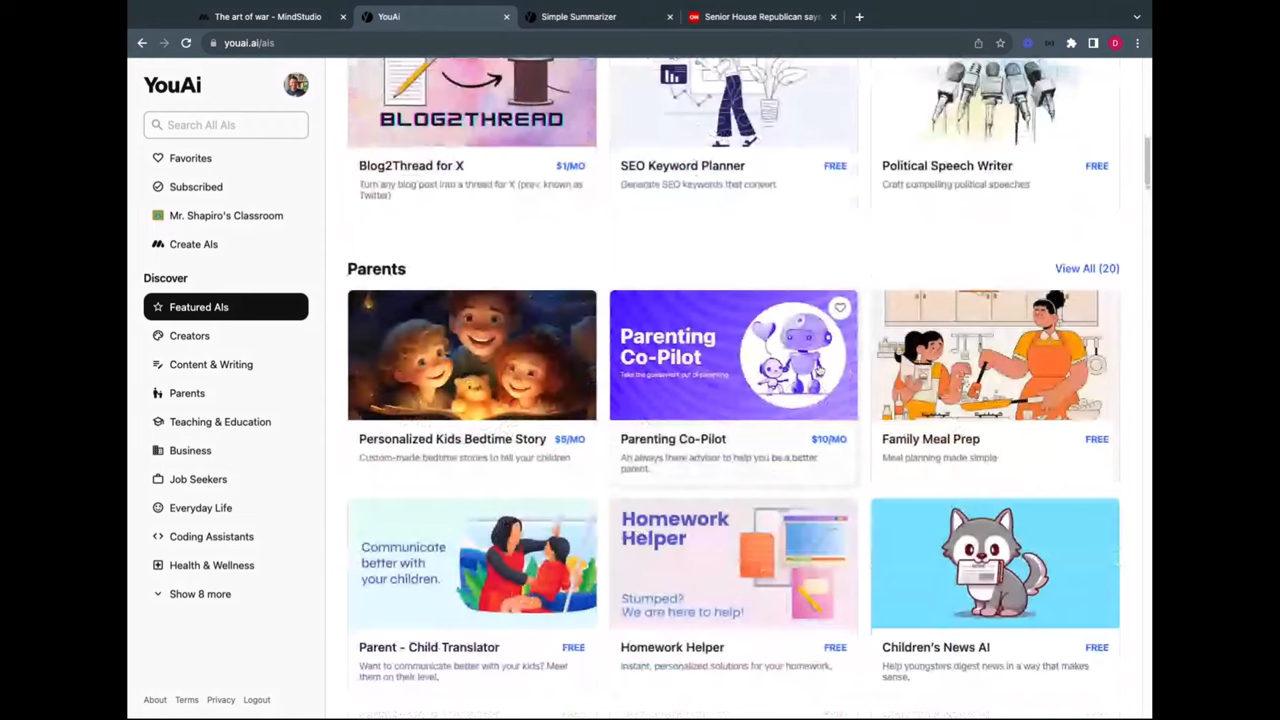 The art of war - MindStudio
YouAi
Simple Summarizer
Senior House Republican says
youai.ai/ais
D
YouAi
Search All AIs
Favorites
Subscribed
Mr. Shapiro's Classroom
Create AIs
Discover
Featured AIs
Creators
Content & Writing
Parents
Teaching & Education
Business
Job Seekers
Everyday Life
Coding Assistants
Health & Wellness
Show 8 more
About Terms Privacy Logout
BLOG2THREAD
Blog2Thread for X $1/MO
Turn any blog post into a thread for X (prev. known as
Twitter)
SEO Keyword Planner FREE
Generate SEO keywords that convert
Political Speech Writer FREE
Craft compelling political speeches
Parents
View All (20)
Personalized Kids Bedtime Story $5/MO
Custom-made bedtime stories to tell your children
Parenting
Co-Pilot
Take the guesswork out of parenting
Parenting Co-Pilot $10/MO
An always there advisor to help you be a better
parent.
Family Meal Prep FREE
Meal planning made simple
Communicate
better with
your children.
Parent - Child Translator FREE
Want to communicate better with your kids? Meet
them on their level.
Homework
Helper
Stumped?
We are here to help!
Homework Helper FREE
Instant, personalized solutions for your homework.
Children's News AI FREE
Help youngsters digest news in a way that makes
sense.